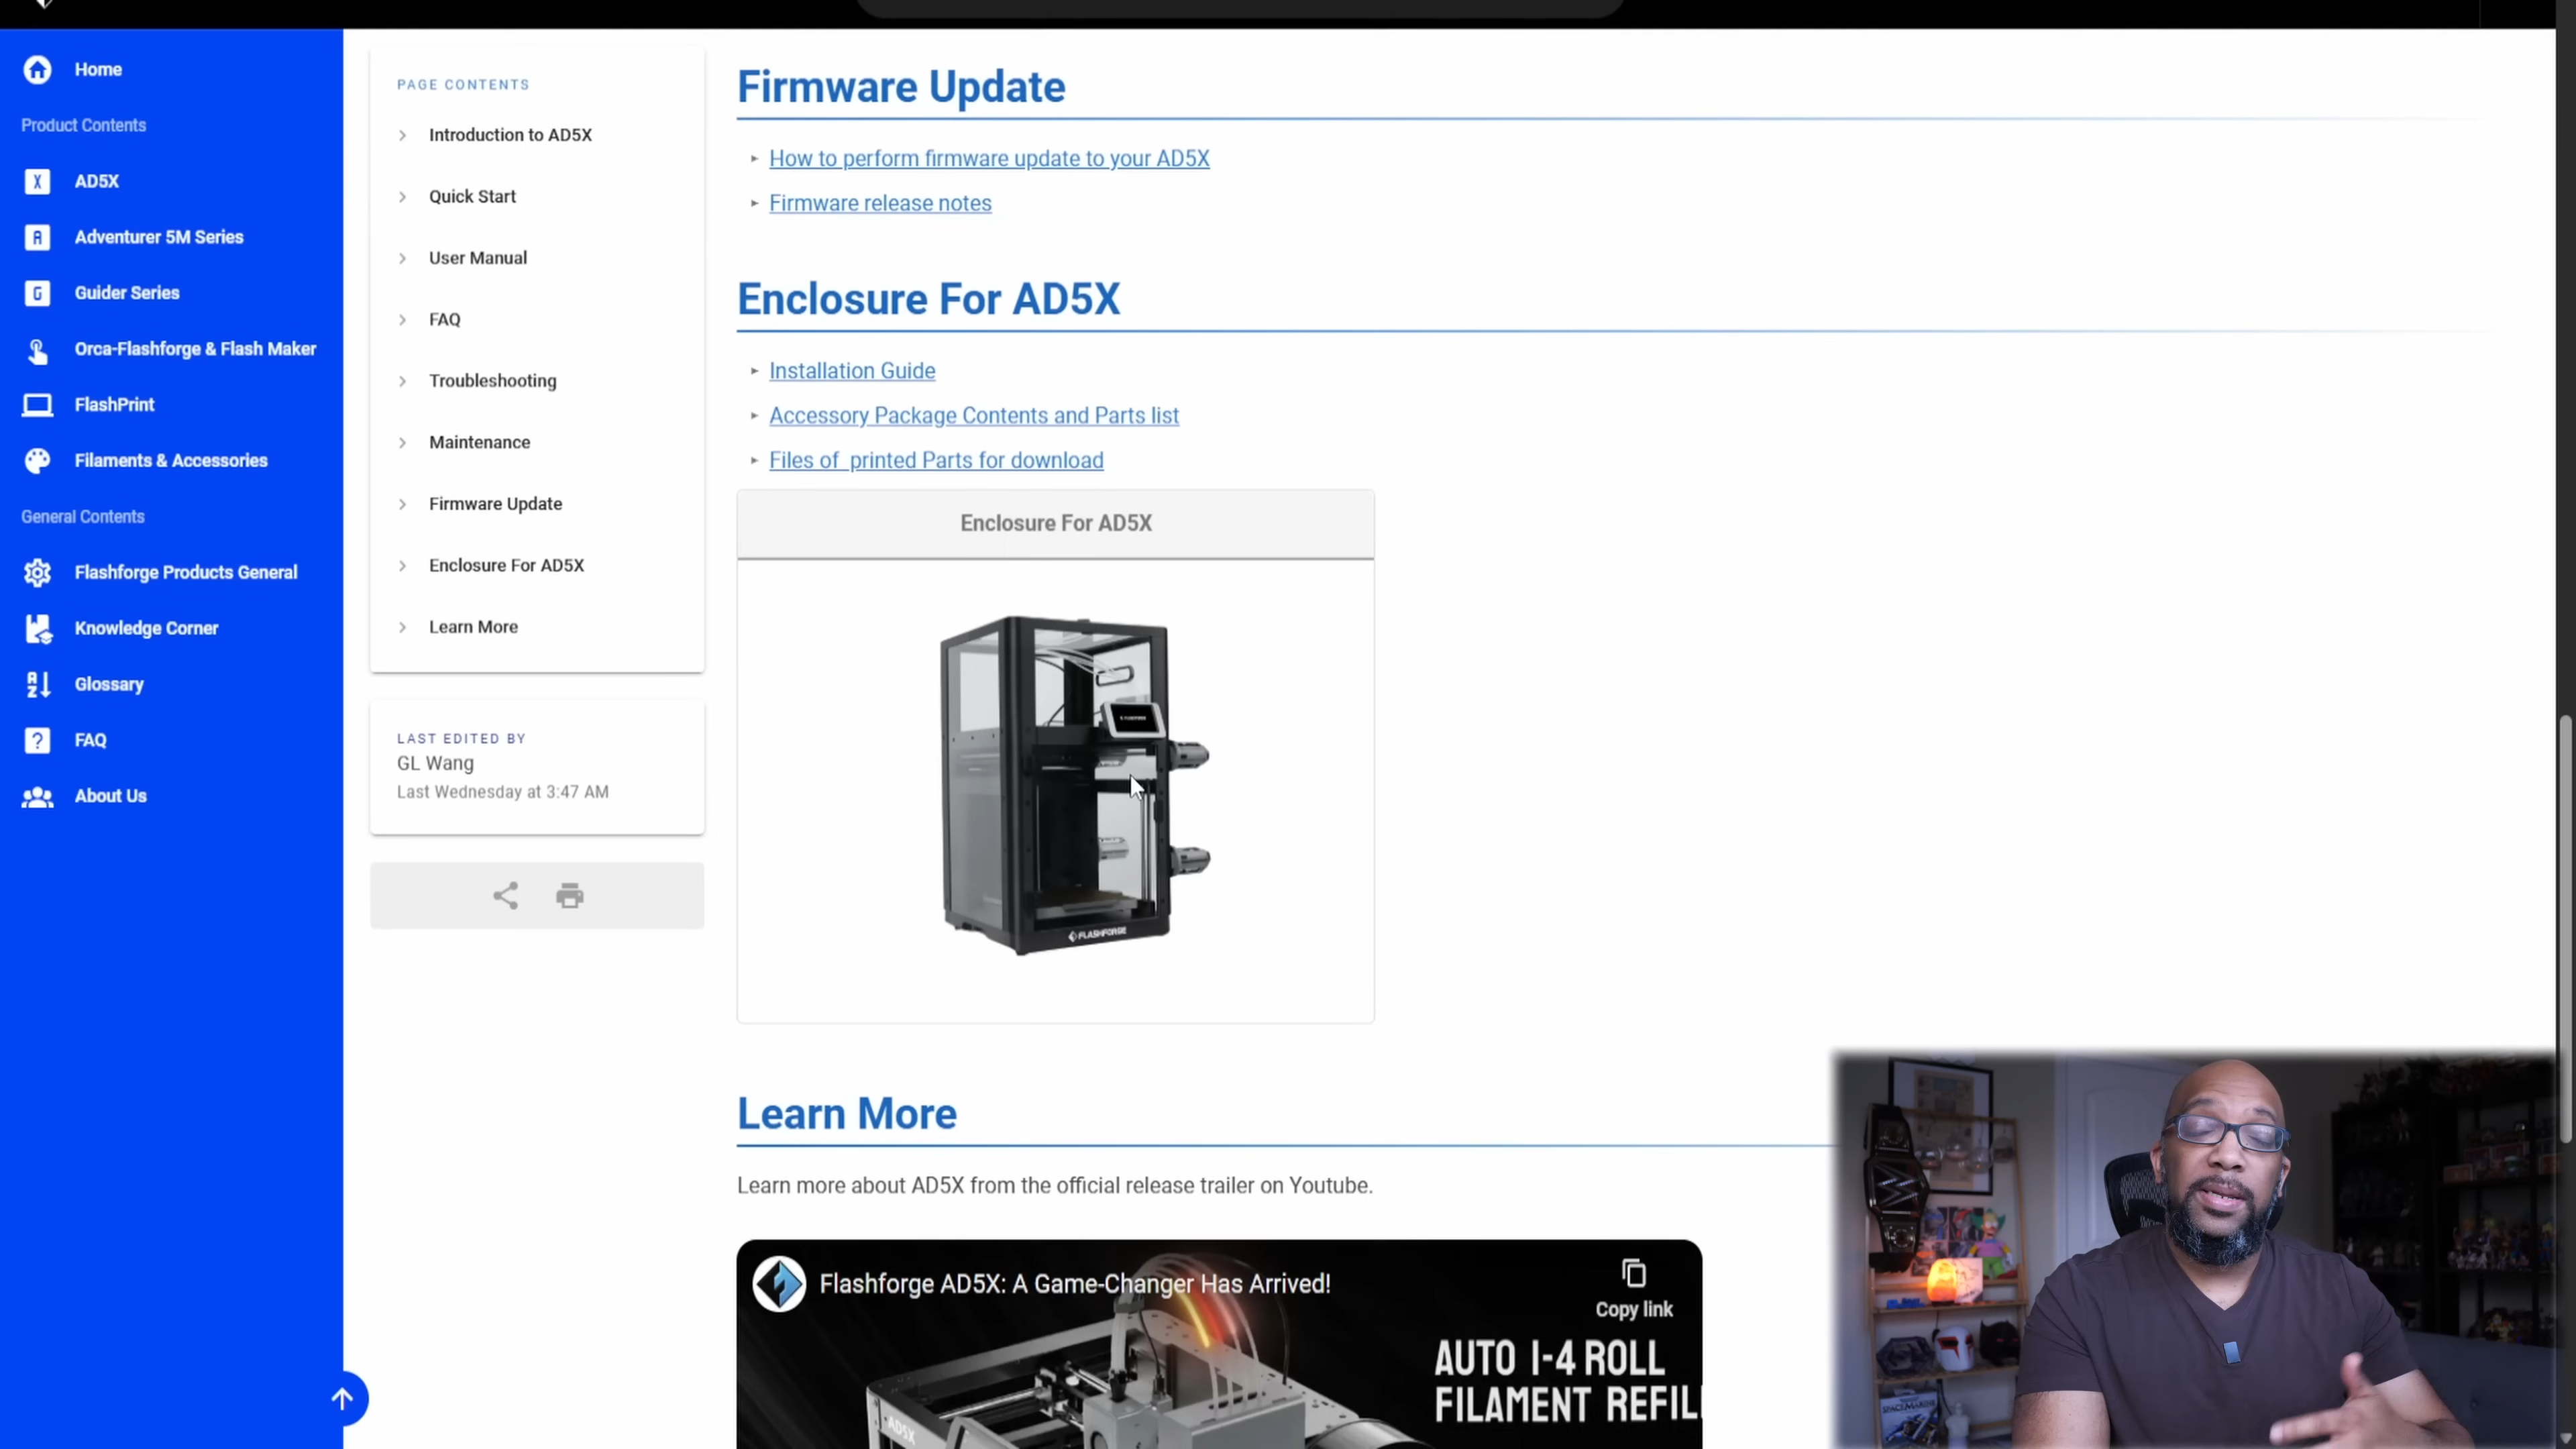 Home
Product Contents
AD5X
Adventurer 5M Series
Guider Series
Orca-Flashforge & Flash Maker
FlashPrint
Filaments & Accessories
General Contents
Flashforge Products General
Knowledge Corner
Glossary
FAQ
About Us
PAGE CONTENTS
Introduction to AD5X
Quick Start
User Manual
FAQ
Troubleshooting
Maintenance
Firmware Update
Enclosure For AD5X
Learn More
LAST EDITED BY
GL Wang
Last Wednesday at 3:47 AM
Firmware Update
How to perform firmware update to your AD5X
Firmware release notes
Enclosure For AD5X
Installation Guide
Accessory Package Contents and Parts list
Files of printed Parts for download
Enclosure For AD5X
FLASHFORGE
Learn More
Learn more about AD5X from the official release trailer on Youtube.
Flashforge AD5X: A Game-Changer Has Arrived!
Copy link
AUTO 1-4 ROLL
FILAMENT REFIL
AD5X